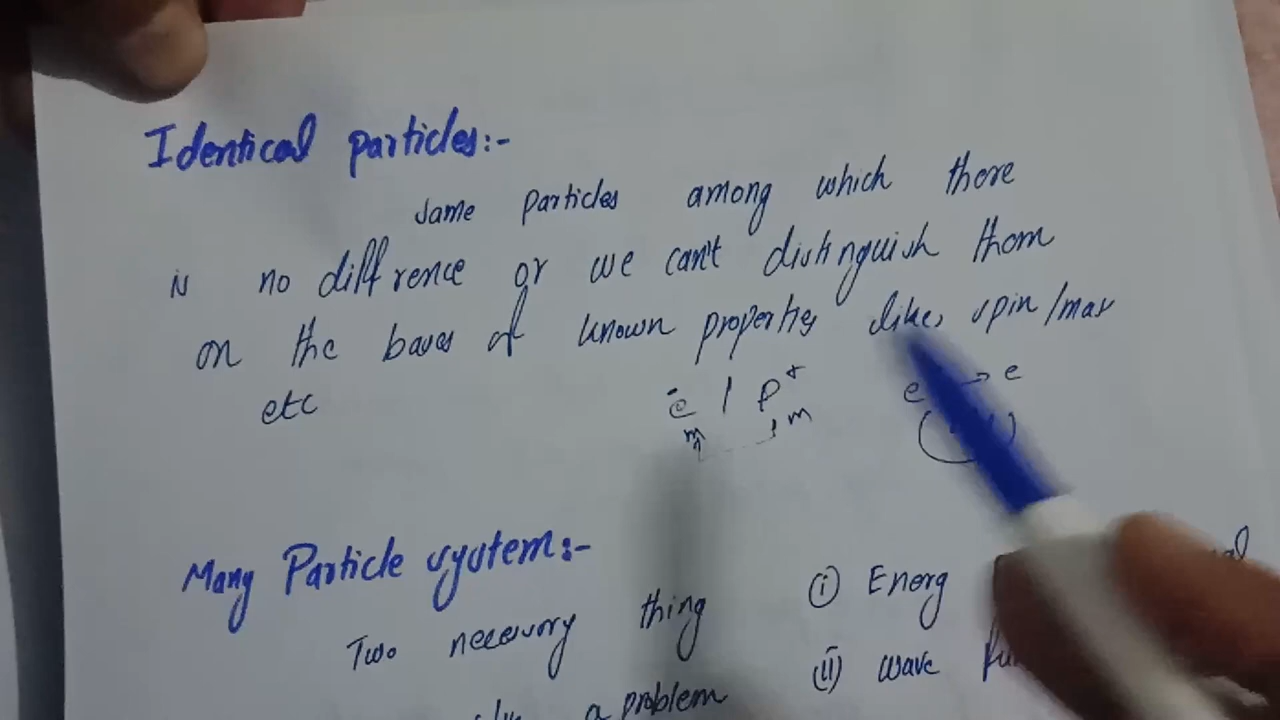 Identical particles:-
Same particles among which there
is no diffrence or we can't distinguish them
on the bases of known properties like, spin/mass
etc
e⁻ / p⁺ e → e
m m
Many Particle system:-
Two necessary thing (i) Energ
a problem (ii) wave